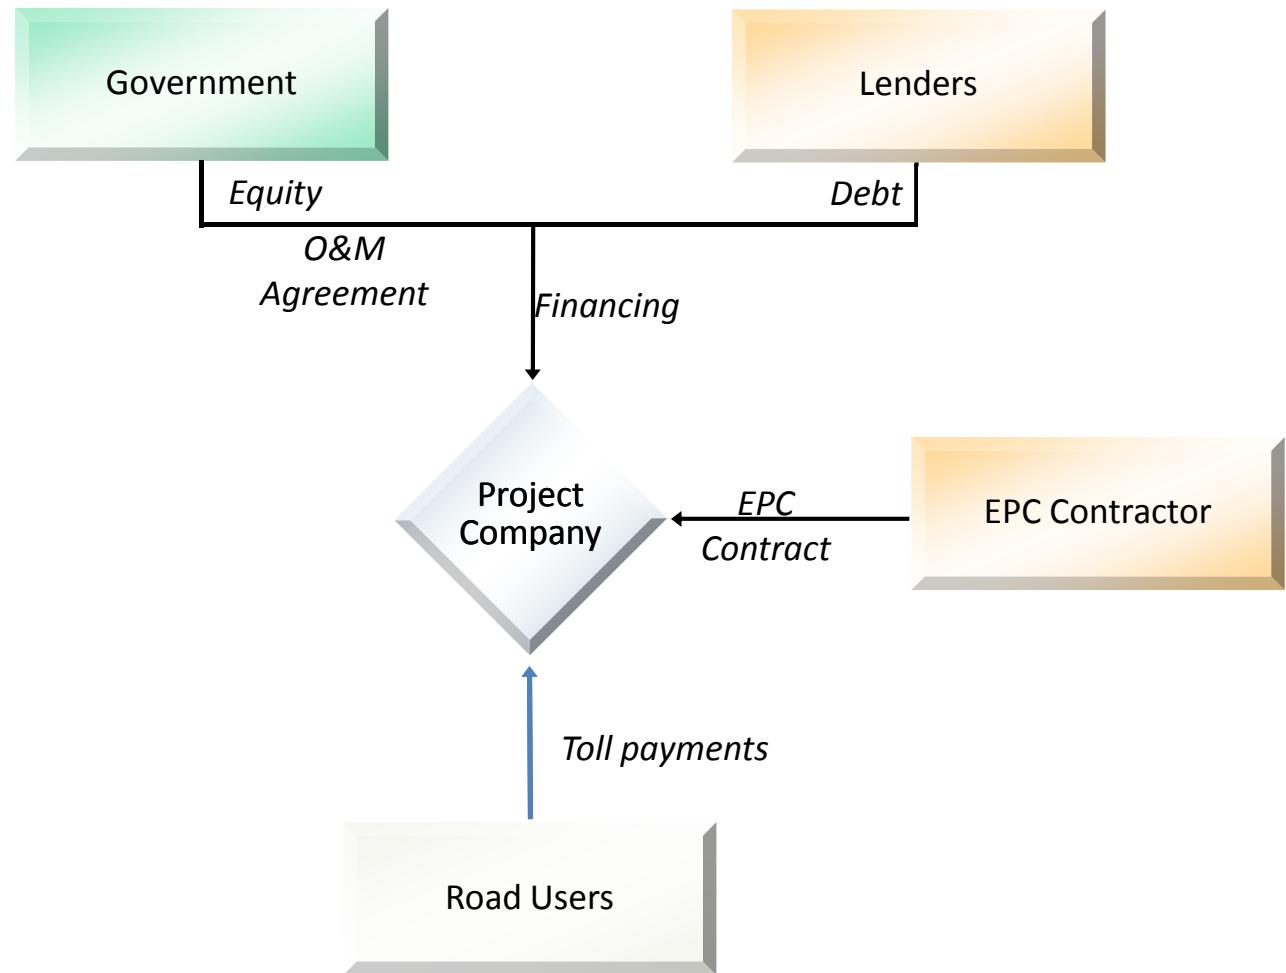 Government
Lenders
Equity
Debt
O&M
Agreement
Financing
Project
Company
EPC
Contract
EPC Contractor
Toll payments
Road Users